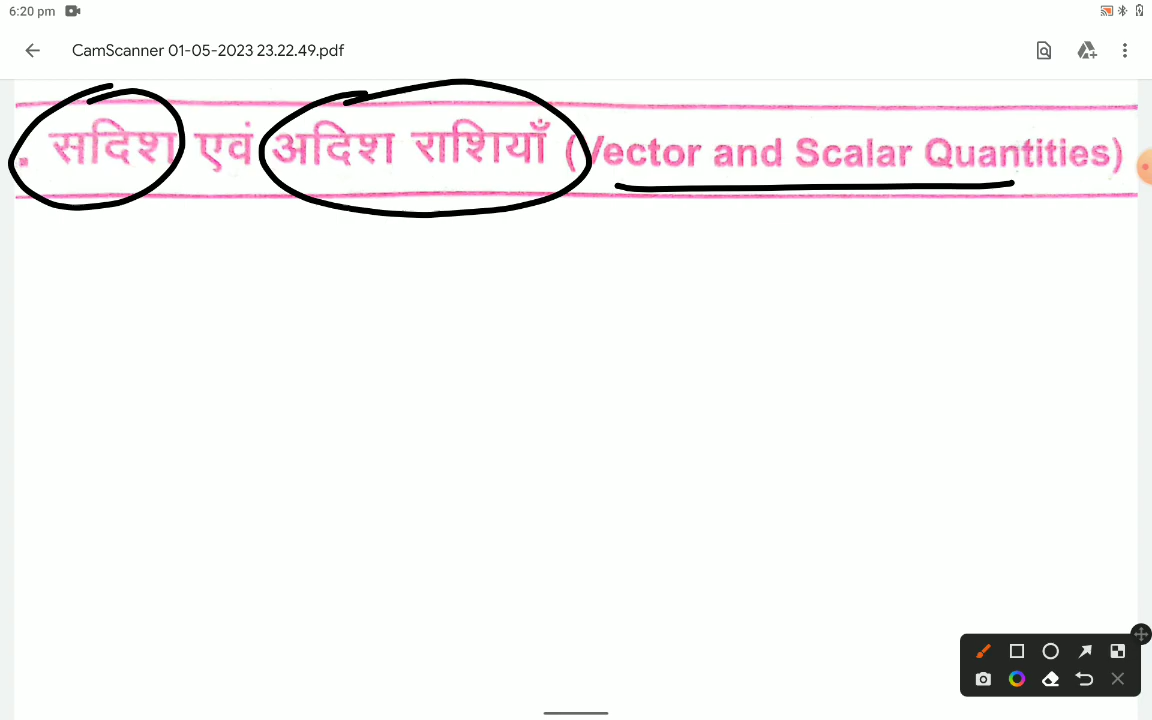 6:20 pm
CamScanner 01-05-2023 23.22.49.pdf
. सदिश एवं अदिश राशियाँ (Vector and Scalar Quantities)